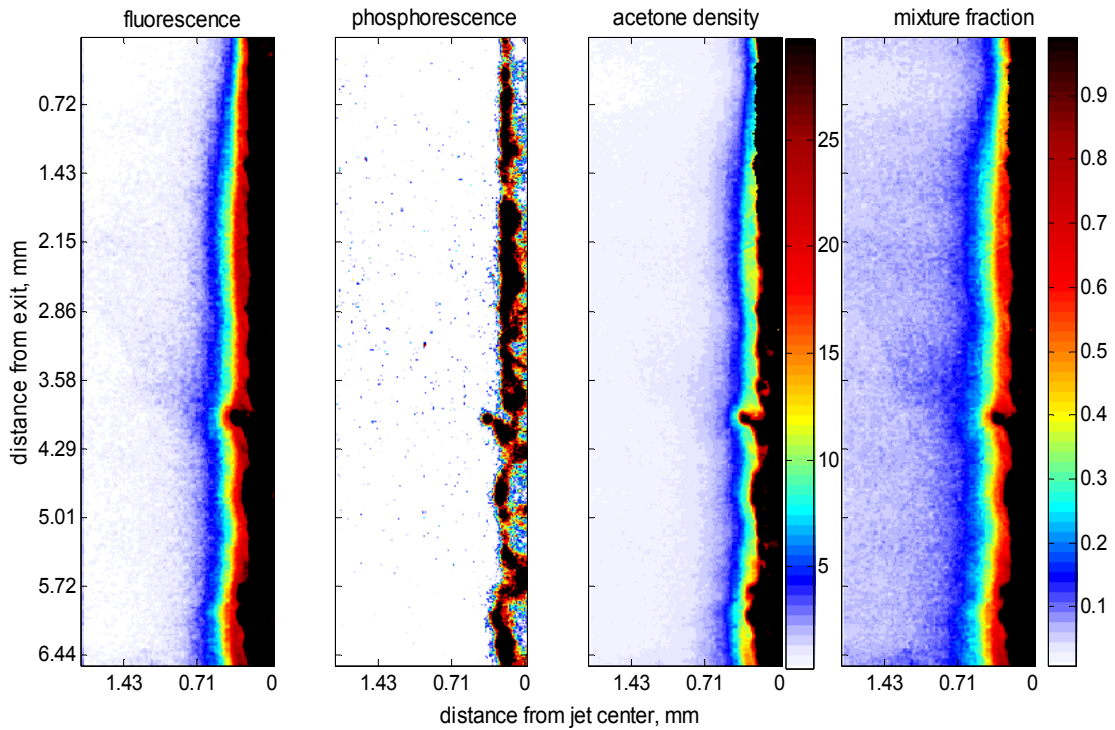 fluorescence
phosphorescence
acetone density
mixture fraction
distance from exit, mm
0.72
1.43
2.15
2.86
3.58
4.29
5.01
5.72
6.44
1.43 0.71 0
1.43 0.71 0
1.43 0.71 0
1.43 0.71 0
25
20
15
10
5
0.9
0.8
0.7
0.6
0.5
0.4
0.3
0.2
0.1
distance from jet center, mm